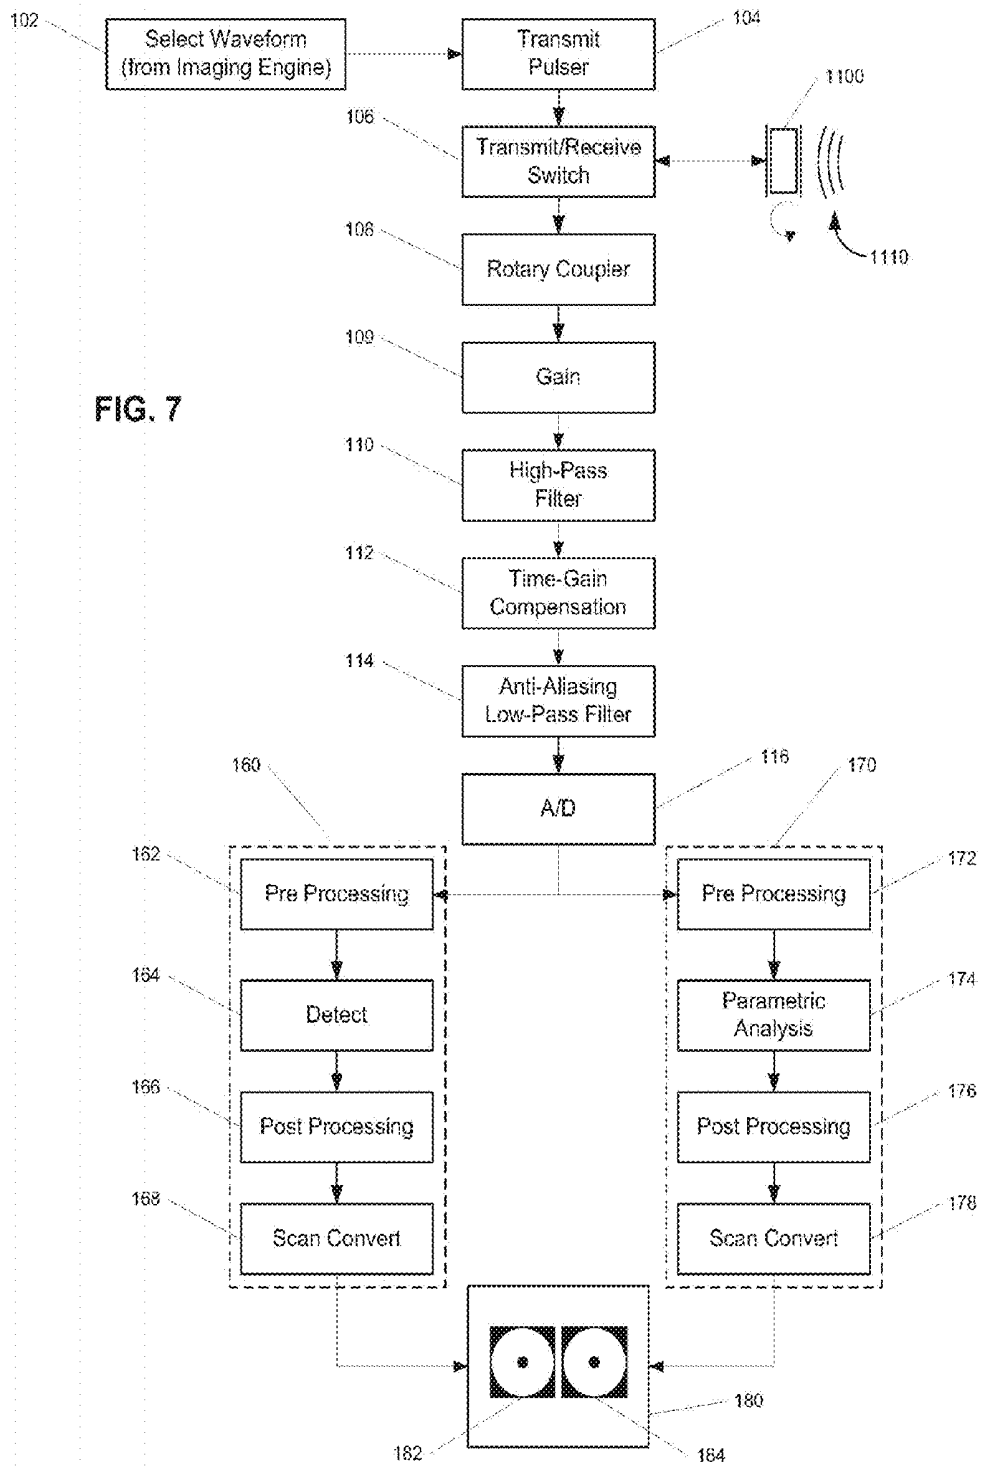 102
Select Waveform
(from Imaging Engine)
Transmit
Pulser
104
1100
106
Transmit/Receive
Switch
1110
108
Rotary Coupler
109
Gain
FIG. 7
110
High-Pass
Filter
112
Time-Gain
Compensation
114
Anti-Aliasing
Low-Pass Filter
116
A/D
160
170
162
Pre Processing
Pre Processing
172
164
Detect
Parametric
Analysis
174
166
Post Processing
Post Processing
176
168
Scan Convert
Scan Convert
178
180
182
184